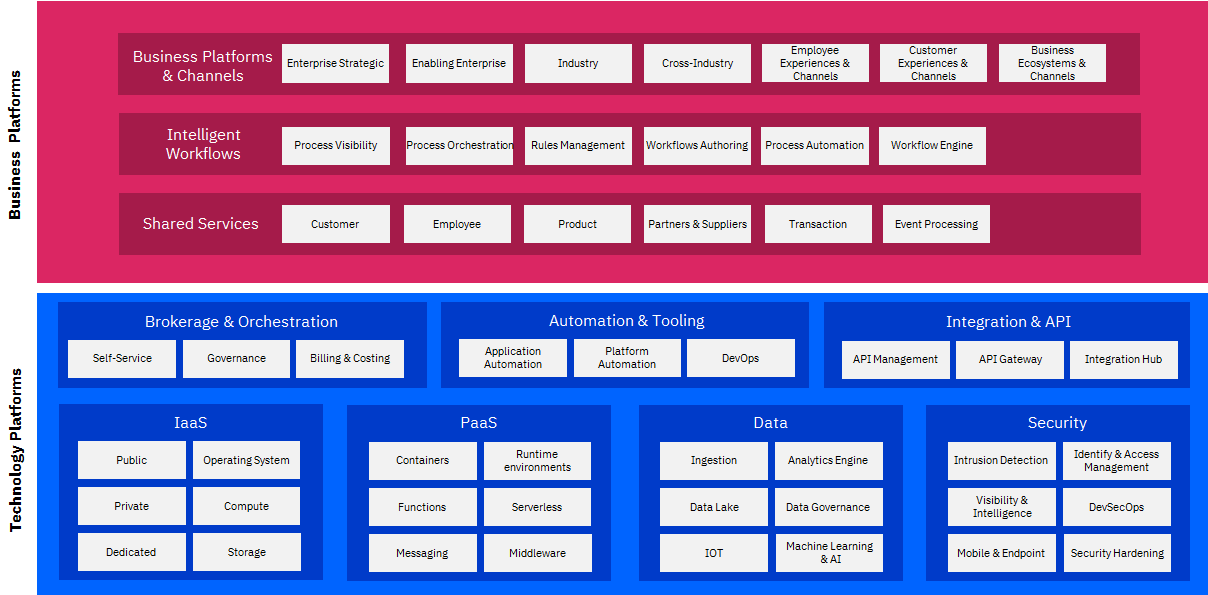 Business Platforms
Business Platforms
& Channels
Enterprise Strategic
Enabling Enterprise
Industry
Cross-Industry
Employee
Experiences &
Channels
Customer
Experiences &
Channels
Business
Ecosystems &
Channels
Intelligent
Workflows
Process Visibility
Process Orchestration
Rules Management
Workflows Authoring
Process Automation
Workflow Engine
Shared Services
Customer
Employee
Product
Partners & Suppliers
Transaction
Event Processing
Technology Platforms
Brokerage & Orchestration
Self-Service
Governance
Billing & Costing
Automation & Tooling
Application
Automation
Platform
Automation
DevOps
Integration & API
API Management
API Gateway
Integration Hub
IaaS
Public
Operating System
Private
Compute
Dedicated
Storage
PaaS
Containers
Runtime
environments
Functions
Serverless
Messaging
Middleware
Data
Ingestion
Analytics Engine
Data Lake
Data Governance
IOT
Machine Learning
& AI
Security
Intrusion Detection
Identify & Access
Management
Visibility &
Intelligence
DevSecOps
Mobile & Endpoint
Security Hardening